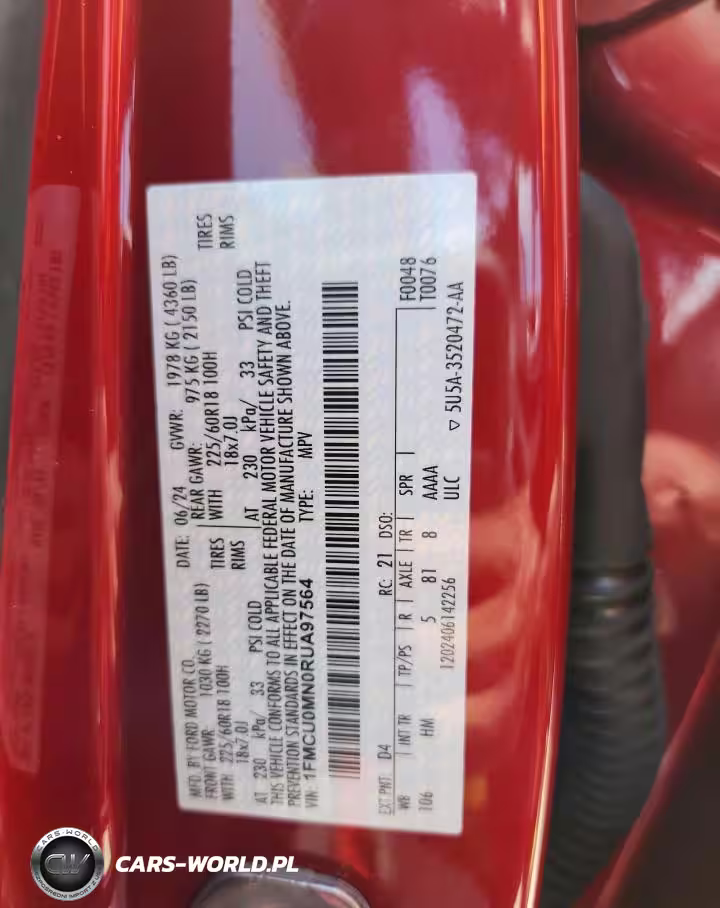 MFD BY FORD MOTOR CO.
DATE: 06/24 GVWR: 1978 KG ( 4360 LB)
FRONT GAWR: 1030 KG ( 2270 LB) REAR GAWR: 975 KG ( 2150 LB)
WITH 225/60R18 100H TIRES WITH 225/60R18 100H TIRES
18x7.0J RIMS 18x7.0J RIMS
AT 230 kPa/ 33 PSI COLD AT 230 kPa/ 33 PSI COLD
THIS VEHICLE CONFORMS TO ALL APPLICABLE FEDERAL MOTOR VEHICLE SAFETY AND THEFT
PREVENTION STANDARDS IN EFFECT ON THE DATE OF MANUFACTURE SHOWN ABOVE.
VIN: 1FMCU0MN0RUA97564 TYPE: MPV
EXT PNT: D4 RC: 21 DSO: F0048
WB INT TR TP/PS R AXLE TR SPR T0076
106 HM 5 81 8 AAAA
1202406142256 ULC ▽ 5U5A-3520472-AA
CARS-WORLD
CW
CARS-WORLD.PL